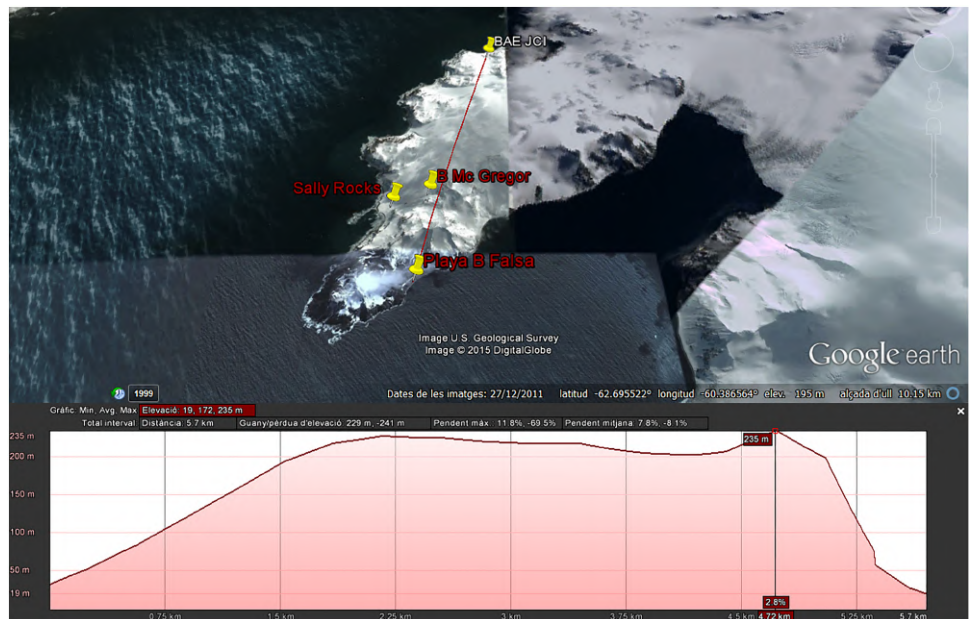 BAE JCI
B Mc Gregor
Sally Rocks
Playa B Falsa
Image U.S. Geological Survey
Image © 2015 DigitalGlobe
Google earth
1999
Dates de les imatges: 27/12/2011 latitud -62.695522° longitud -60.386564° elev. 195 m alçada d'ull 10.15 km
Gràfic Min, Avg, Max Elevació: 19, 172, 235 m
Total interval Distància: 5.7 km Guany/pèrdua d'elevació 229 m, -241 m Pendent màx 11.8%, -69.5% Pendent mitjana 7.8%, -8.1%
235 m
235 m
200 m
150 m
100 m
50 m
19 m
2.8%
0.75 km 1.5 km 2.25 km 3 km 3.75 km 4.5 km 4.72 km 5.25 km 5.7 km